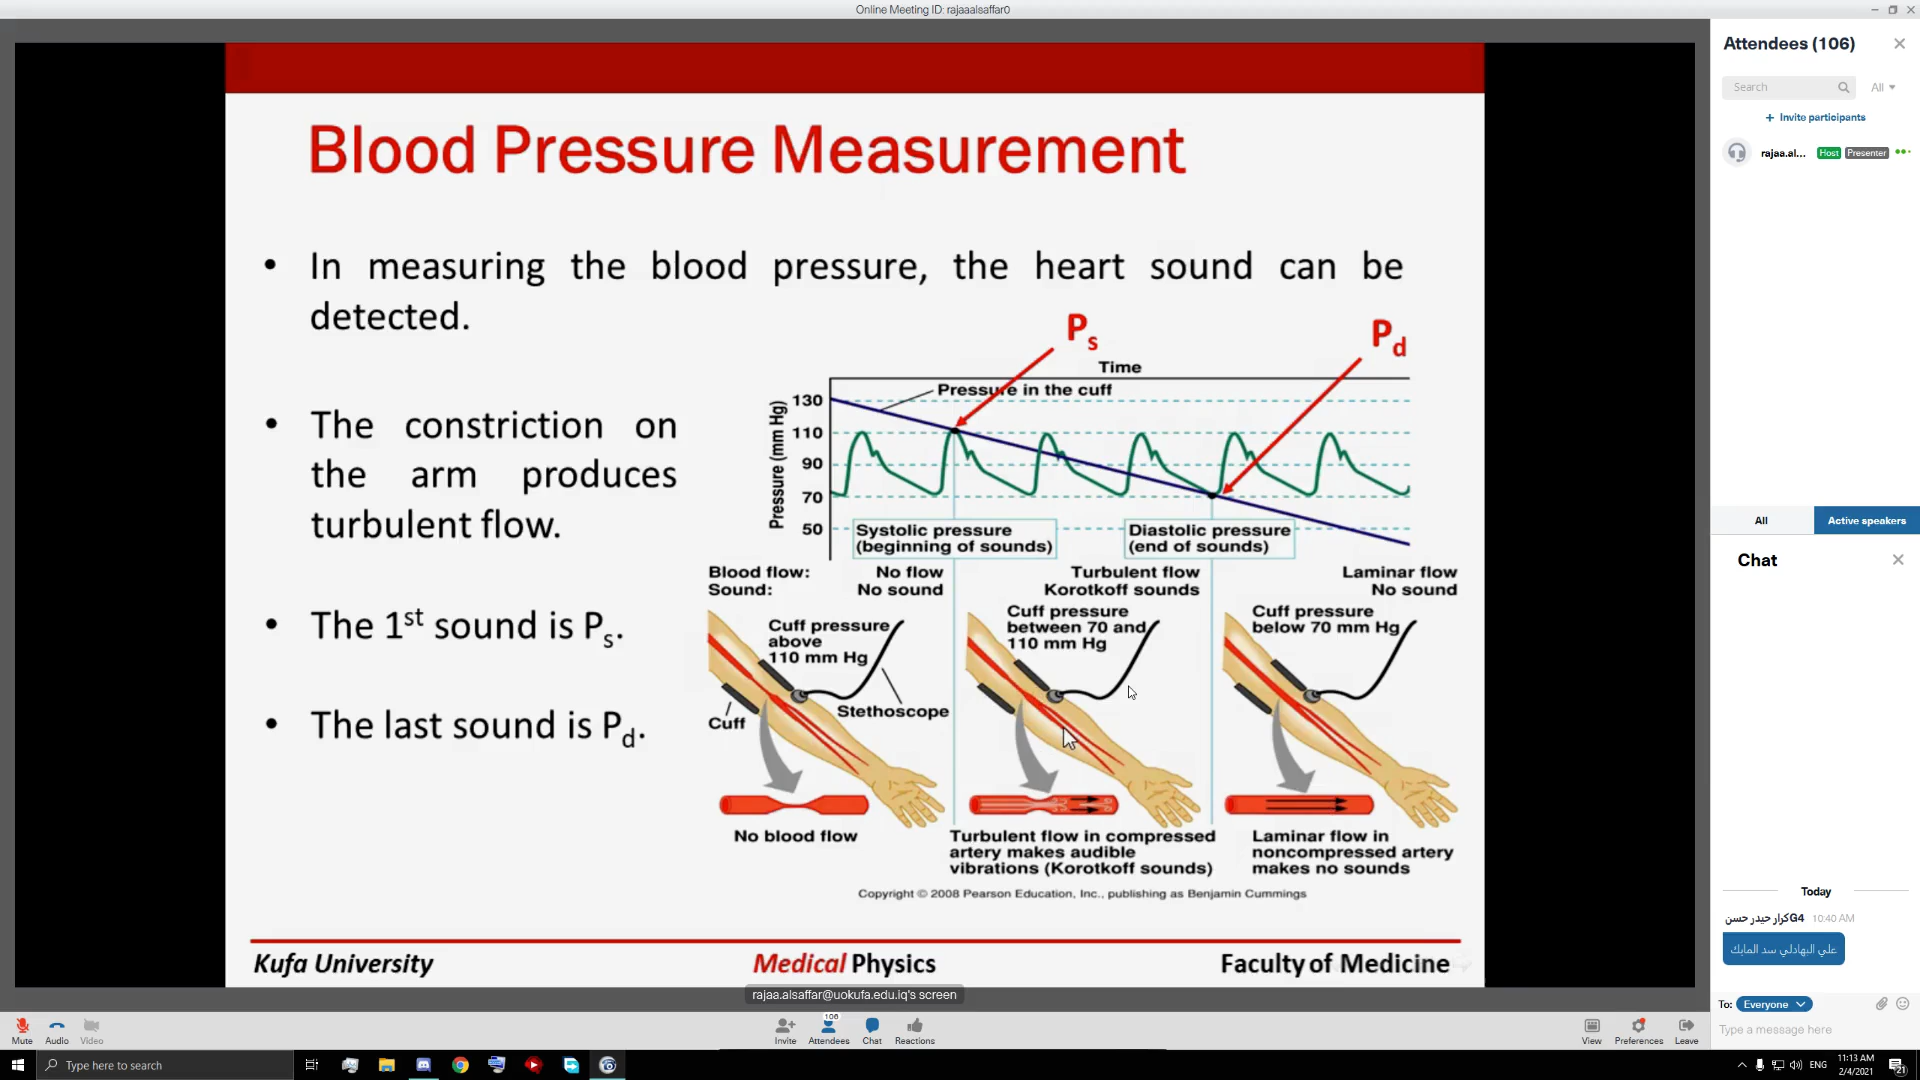 Online Meeting ID: rajaaalsaffar0
Blood Pressure Measurement
• In measuring the blood pressure, the heart sound can be
detected.
• The constriction on
the arm produces
turbulent flow.
• The 1st sound is Ps.
• The last sound is Pd.
Ps
Pd
Time
Pressure in the cuff
Pressure (mm Hg)
130
110
90
70
50
Systolic pressure
(beginning of sounds)
Diastolic pressure
(end of sounds)
Blood flow:
Sound:
No flow
No sound
Turbulent flow
Korotkoff sounds
Laminar flow
No sound
Cuff pressure
above
110 mm Hg
Cuff pressure
between 70 and
110 mm Hg
Cuff pressure
below 70 mm Hg
Cuff
Stethoscope
No blood flow
Turbulent flow in compressed
artery makes audible
vibrations (Korotkoff sounds)
Laminar flow in
noncompressed artery
makes no sounds
Copyright © 2008 Pearson Education, Inc., publishing as Benjamin Cummings
Kufa University
Medical Physics
Faculty of Medicine
rajaa.alsaffar@uokufa.edu.iq's screen
Attendees (106)
Search
All
+ Invite participants
rajaa.al...
Host
Presenter
All
Active speakers
Chat
Today
كرار حيدر حسنG4 10:40 AM
علي البهادلي سد المايك
To: Everyone
Type a message here
Mute
Audio
Video
Invite
106
Attendees
Chat
Reactions
View
Preferences
Leave
Type here to search
ENG
11:13 AM
2/4/2021
21